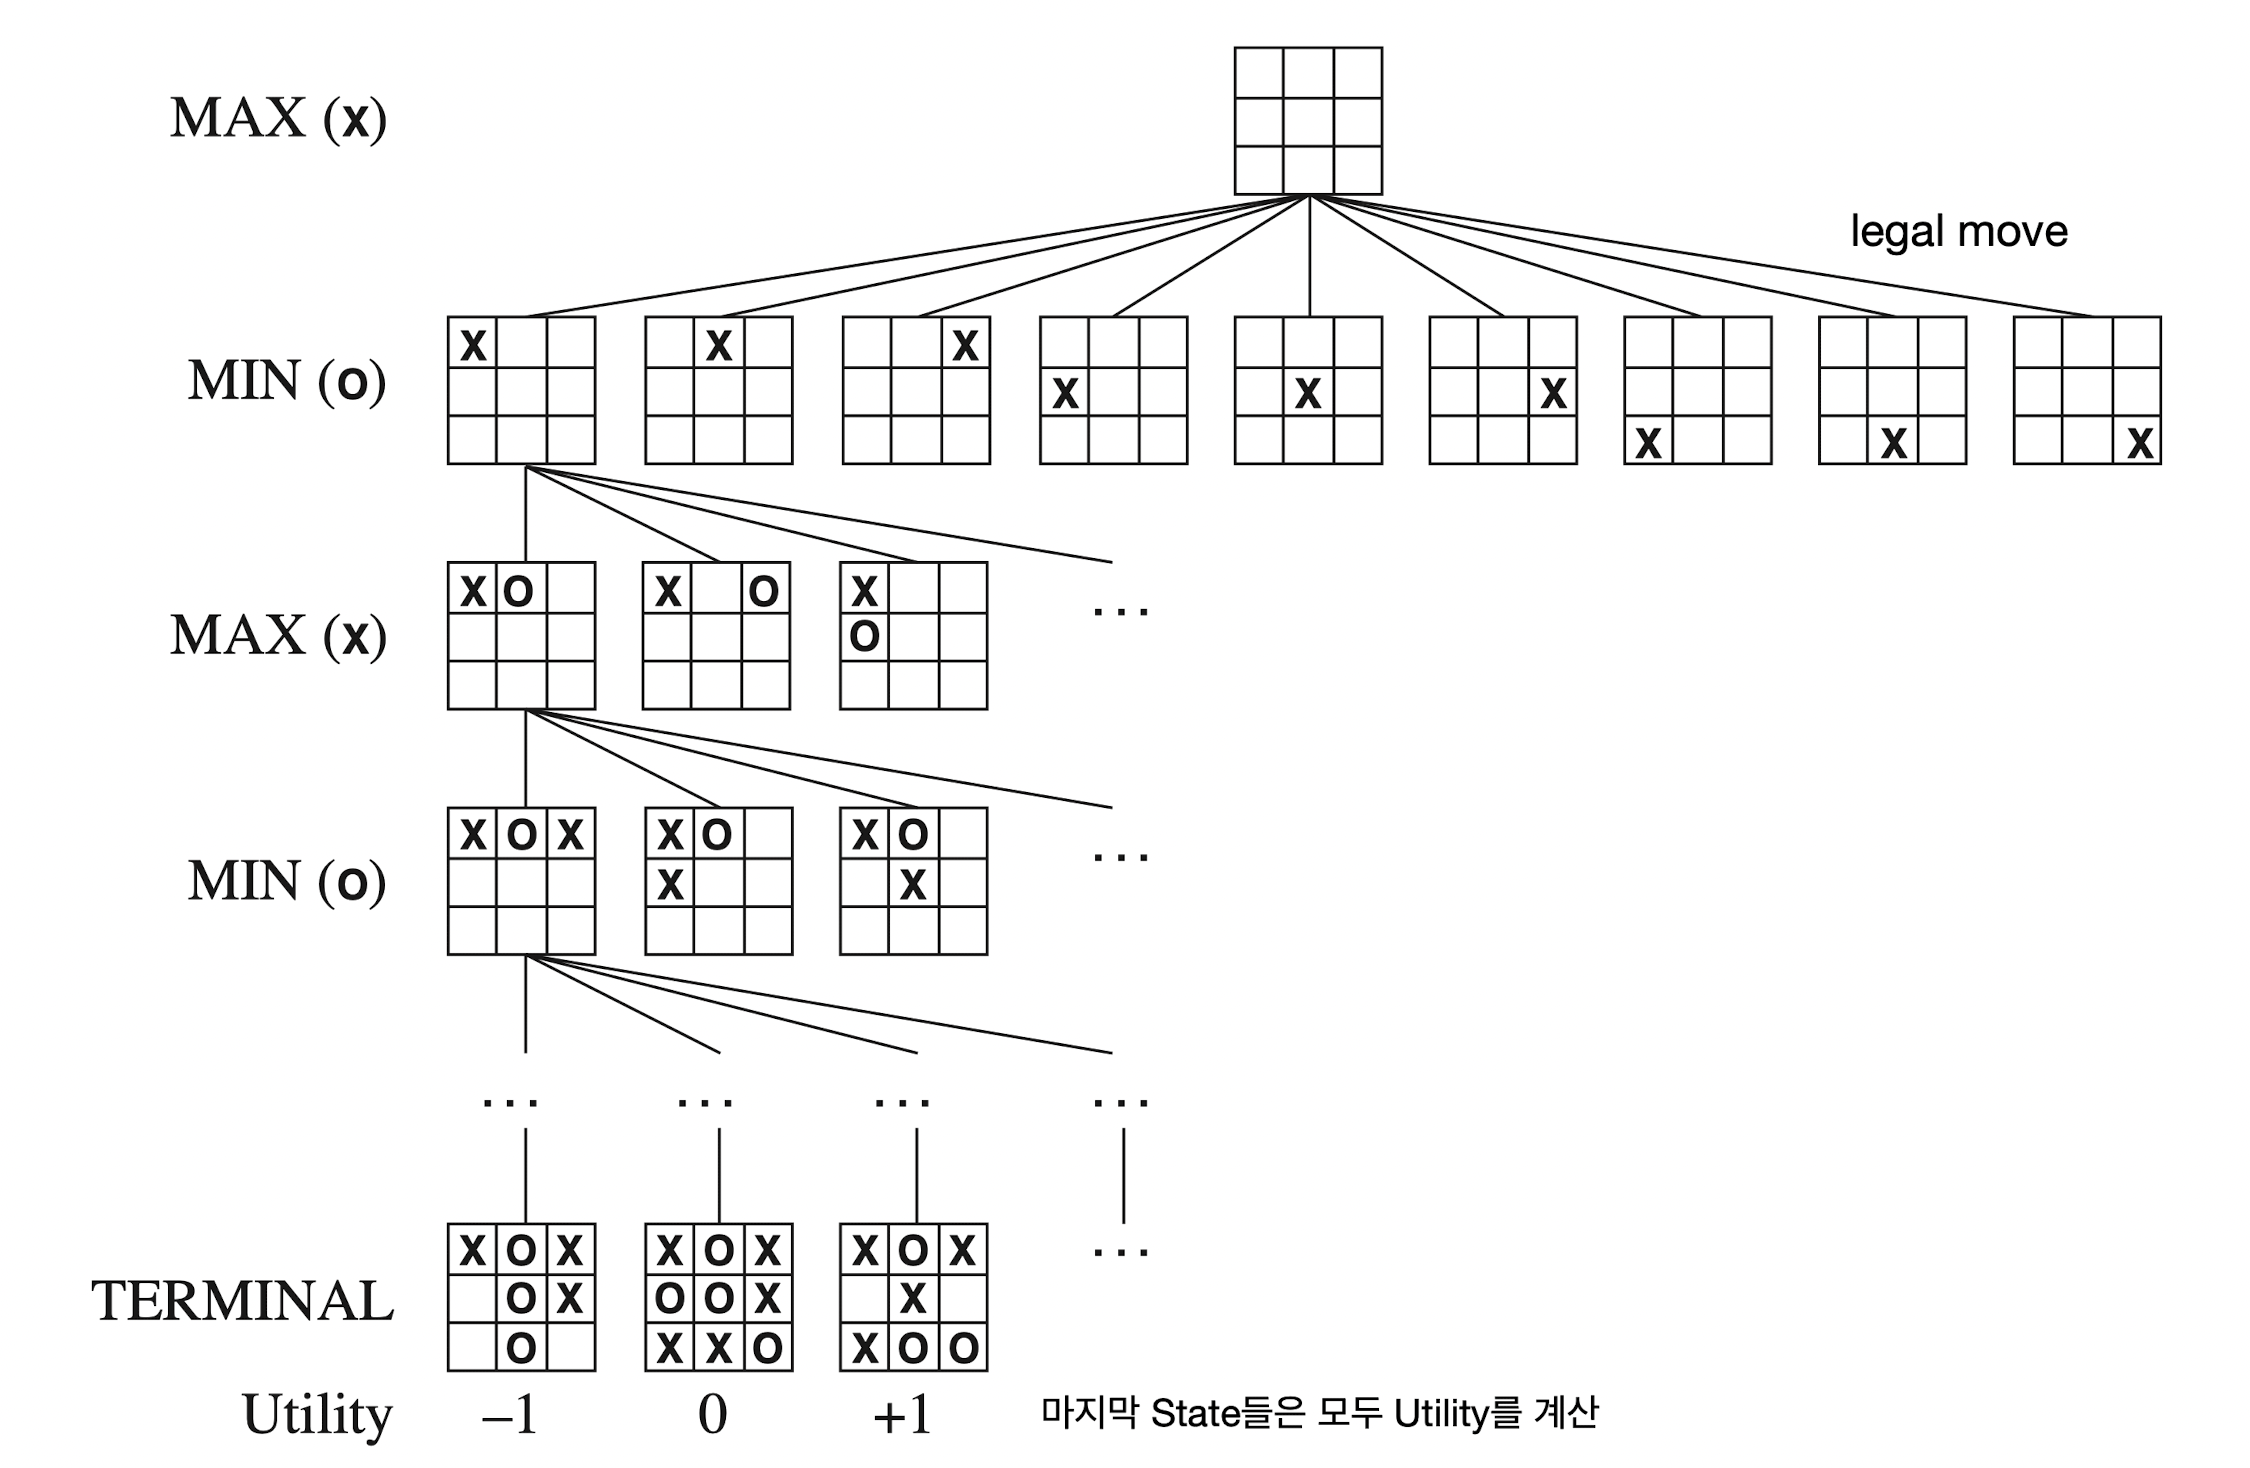 MAX (X)
legal move
X X X X X X X X X
MIN (O)
X O X O X
MAX (X)
O
...
X O X X O X O
MIN (O)
X X
...
... ... ... ...
X O X X O X X O X
...
TERMINAL
O X O O X X
O X X O X O O
Utility –1 0 +1 마지막 State들은 모두 Utility를 계산